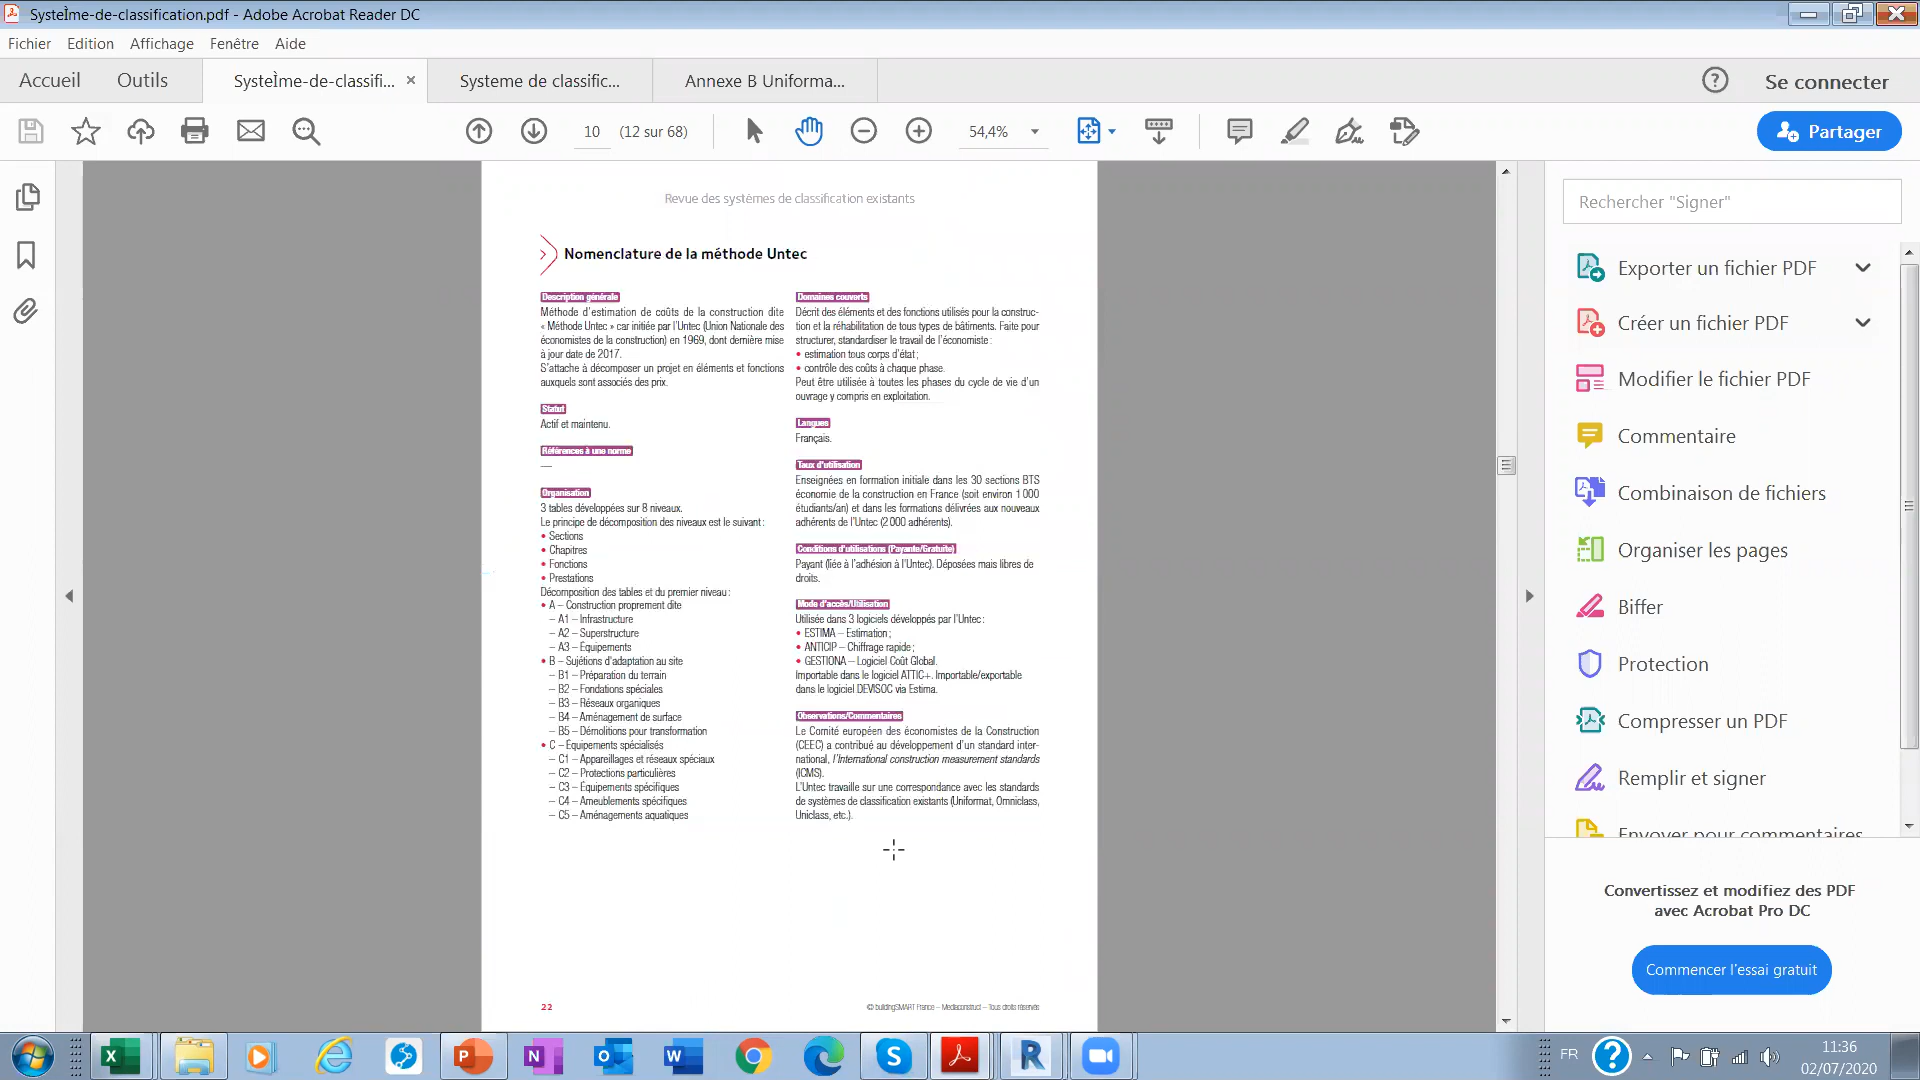 SysteÌme-de-classification.pdf - Adobe Acrobat Reader DC
Fichier Edition Affichage Fenêtre Aide
Accueil Outils SysteÌme-de-classifi... × Systeme de classific... Annexe B Uniforma... Se connecter
10 (12 sur 68) 54,4% Partager
Revue des systèmes de classification existants
Nomenclature de la méthode Untec
Description générale
Méthode d'estimation de coûts de la construction dite
« Méthode Untec » car initiée par l'Untec (Union Nationale des
économistes de la construction) en 1969, dont dernière mise
à jour date de 2017.
S'attache à décomposer un projet en éléments et fonctions
auxquels sont associés des prix.
Statut
Actif et maintenu.
Références à une norme
—
Organisation
3 tables développées sur 8 niveaux.
Le principe de décomposition des niveaux est le suivant :
• Sections
• Chapitres
• Fonctions
• Prestations
Décomposition des tables et du premier niveau :
• A – Construction proprement dite
– A1 – Infrastructure
– A2 – Superstructure
– A3 – Équipements
• B – Sujétions d'adaptation au site
– B1 – Préparation du terrain
– B2 – Fondations spéciales
– B3 – Réseaux organiques
– B4 – Aménagement de surface
– B5 – Démolitions pour transformation
• C – Équipements spécialisés
– C1 – Appareillages et réseaux spéciaux
– C2 – Protections particulières
– C3 – Équipements spécifiques
– C4 – Ameublements spécifiques
– C5 – Aménagements aquatiques
Domaines couverts
Décrit des éléments et des fonctions utilisés pour la construc-
tion et la réhabilitation de tous types de bâtiments. Faite pour
structurer, standardiser le travail de l'économiste :
• estimation tous corps d'état ;
• contrôle des coûts à chaque phase.
Peut être utilisée à toutes les phases du cycle de vie d'un
ouvrage y compris en exploitation.
Langues
Français.
Taux d'utilisation
Enseignées en formation initiale dans les 30 sections BTS
économie de la construction en France (soit environ 1 000
étudiants/an) et dans les formations délivrées aux nouveaux
adhérents de l'Untec (2 000 adhérents).
Conditions d'utilisations (Payante/Gratuite)
Payant (liée à l'adhésion à l'Untec). Déposées mais libres de
droits.
Mode d'accès/Utilisation
Utilisée dans 3 logiciels développés par l'Untec :
• ESTIMA – Estimation ;
• ANTICIP – Chiffrage rapide ;
• GESTIONA – Logiciel Coût Global.
Importable dans le logiciel ATTIC+. Importable/exportable
dans le logiciel DEVISOC via Estima.
Observations/Commentaires
Le Comité européen des économistes de la Construction
(CEEC) a contribué au développement d'un standard inter-
national, l'International construction measurement standards
(ICMS).
L'Untec travaille sur une correspondance avec les standards
de systèmes de classification existants (Uniformat, Omniclass,
Uniclass, etc.).
22
© buildingSMART France – Mediaconstruct – Tous droits réservés
Rechercher "Signer"
Exporter un fichier PDF
Créer un fichier PDF
Modifier le fichier PDF
Commentaire
Combinaison de fichiers
Organiser les pages
Biffer
Protection
Compresser un PDF
Remplir et signer
Envoyer pour commentaires
Convertissez et modifiez des PDF
avec Acrobat Pro DC
Commencer l'essai gratuit
FR
11:36
02/07/2020